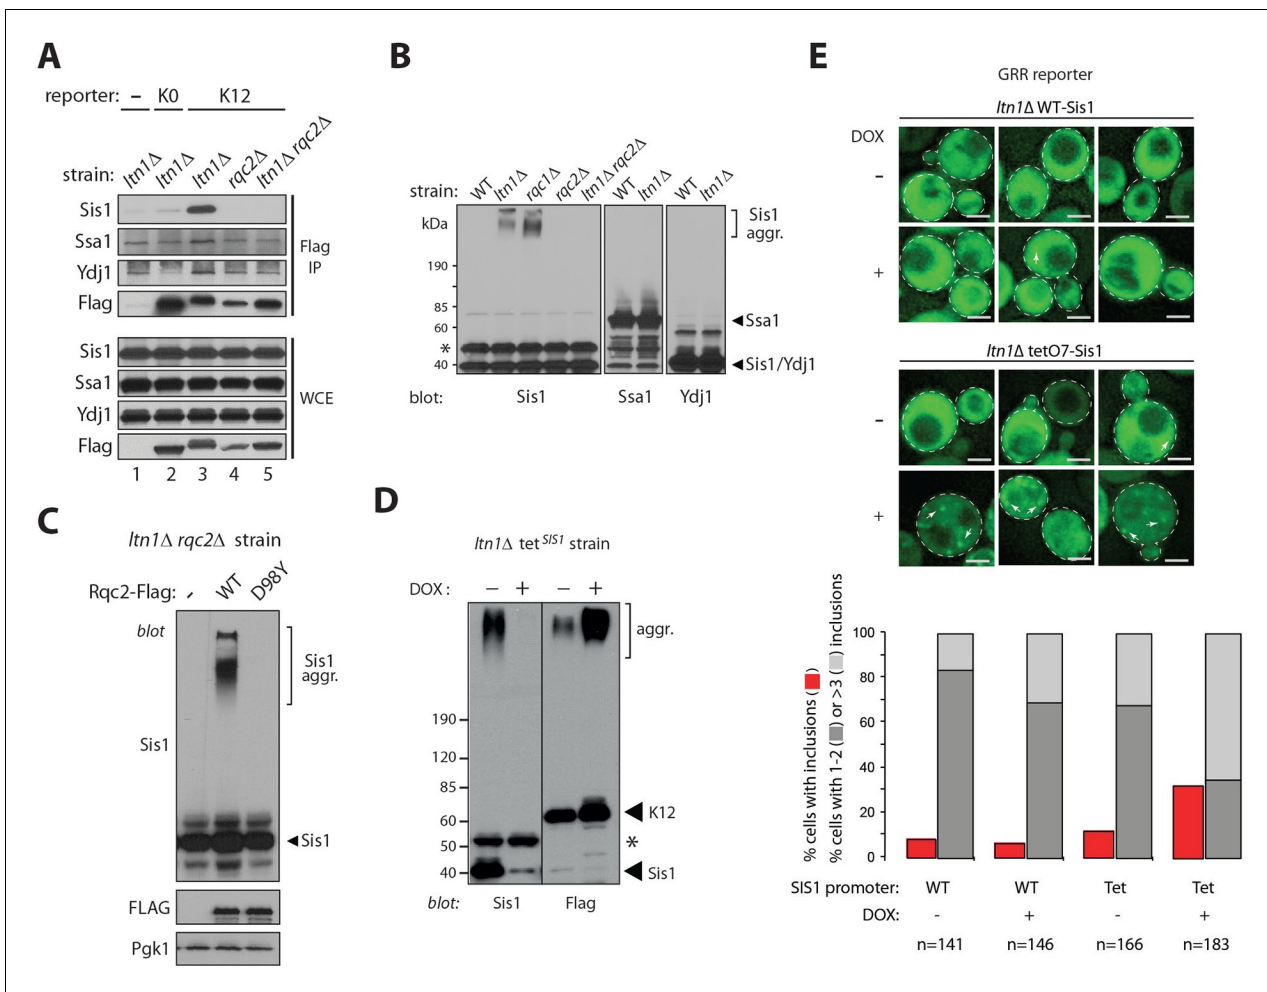 A
reporter: – K0 K12
strain: ltn1Δ ltn1Δ ltn1Δ rqc2Δ ltn1Δ rqc2Δ
Sis1
Ssa1
Ydj1
Flag
Flag
IP
Sis1
Ssa1
Ydj1
Flag
WCE
1 2 3 4 5
B
strain: WT ltn1Δ rqc1Δ rqc2Δ ltn1Δ rqc2Δ WT ltn1Δ WT ltn1Δ
kDa
190
85
60
*
40
Sis1
aggr.
◄Ssa1
◄Sis1/Ydj1
blot: Sis1 Ssa1 Ydj1
C
ltn1Δ rqc2Δ strain
Rqc2-Flag: - WT D98Y
blot
Sis1
aggr.
Sis1
◄Sis1
FLAG
Pgk1
D
ltn1Δ tet SIS1 strain
DOX : – + – +
aggr.
190
120
85
60
50
40
◄K12
*
◄Sis1
blot: Sis1 Flag
E
GRR reporter
ltn1Δ WT-Sis1
DOX
-
+
ltn1Δ tetO7-Sis1
-
+
% cells with inclusions ( )
% cells with 1-2 ( ) or >3 ( ) inclusions
100
80
60
40
20
0
SIS1 promoter: WT WT Tet Tet
DOX: - + - +
n=141 n=146 n=166 n=183